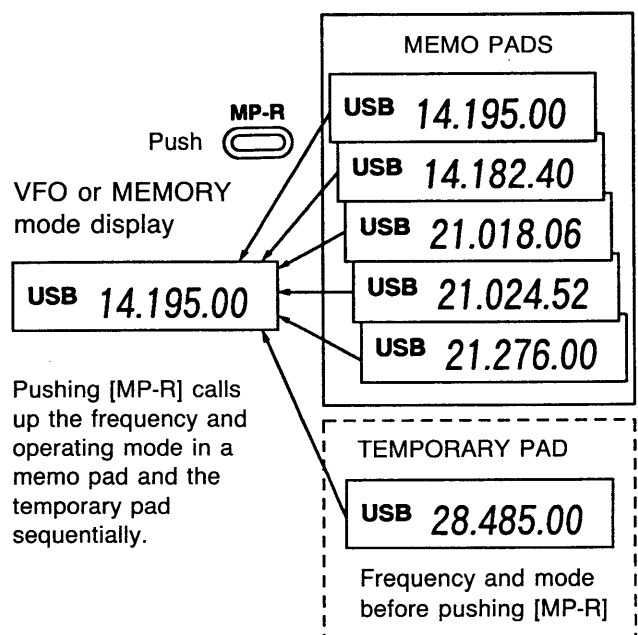 MEMO PADS
MP-R
Push
USB 14.195.00
USB 14.182.40
USB 21.018.06
USB 21.024.52
USB 21.276.00
VFO or MEMORY
mode display
USB 14.195.00
Pushing [MP-R] calls
up the frequency and
operating mode in a
memo pad and the
temporary pad
sequentially.
TEMPORARY PAD
USB 28.485.00
Frequency and mode
before pushing [MP-R]